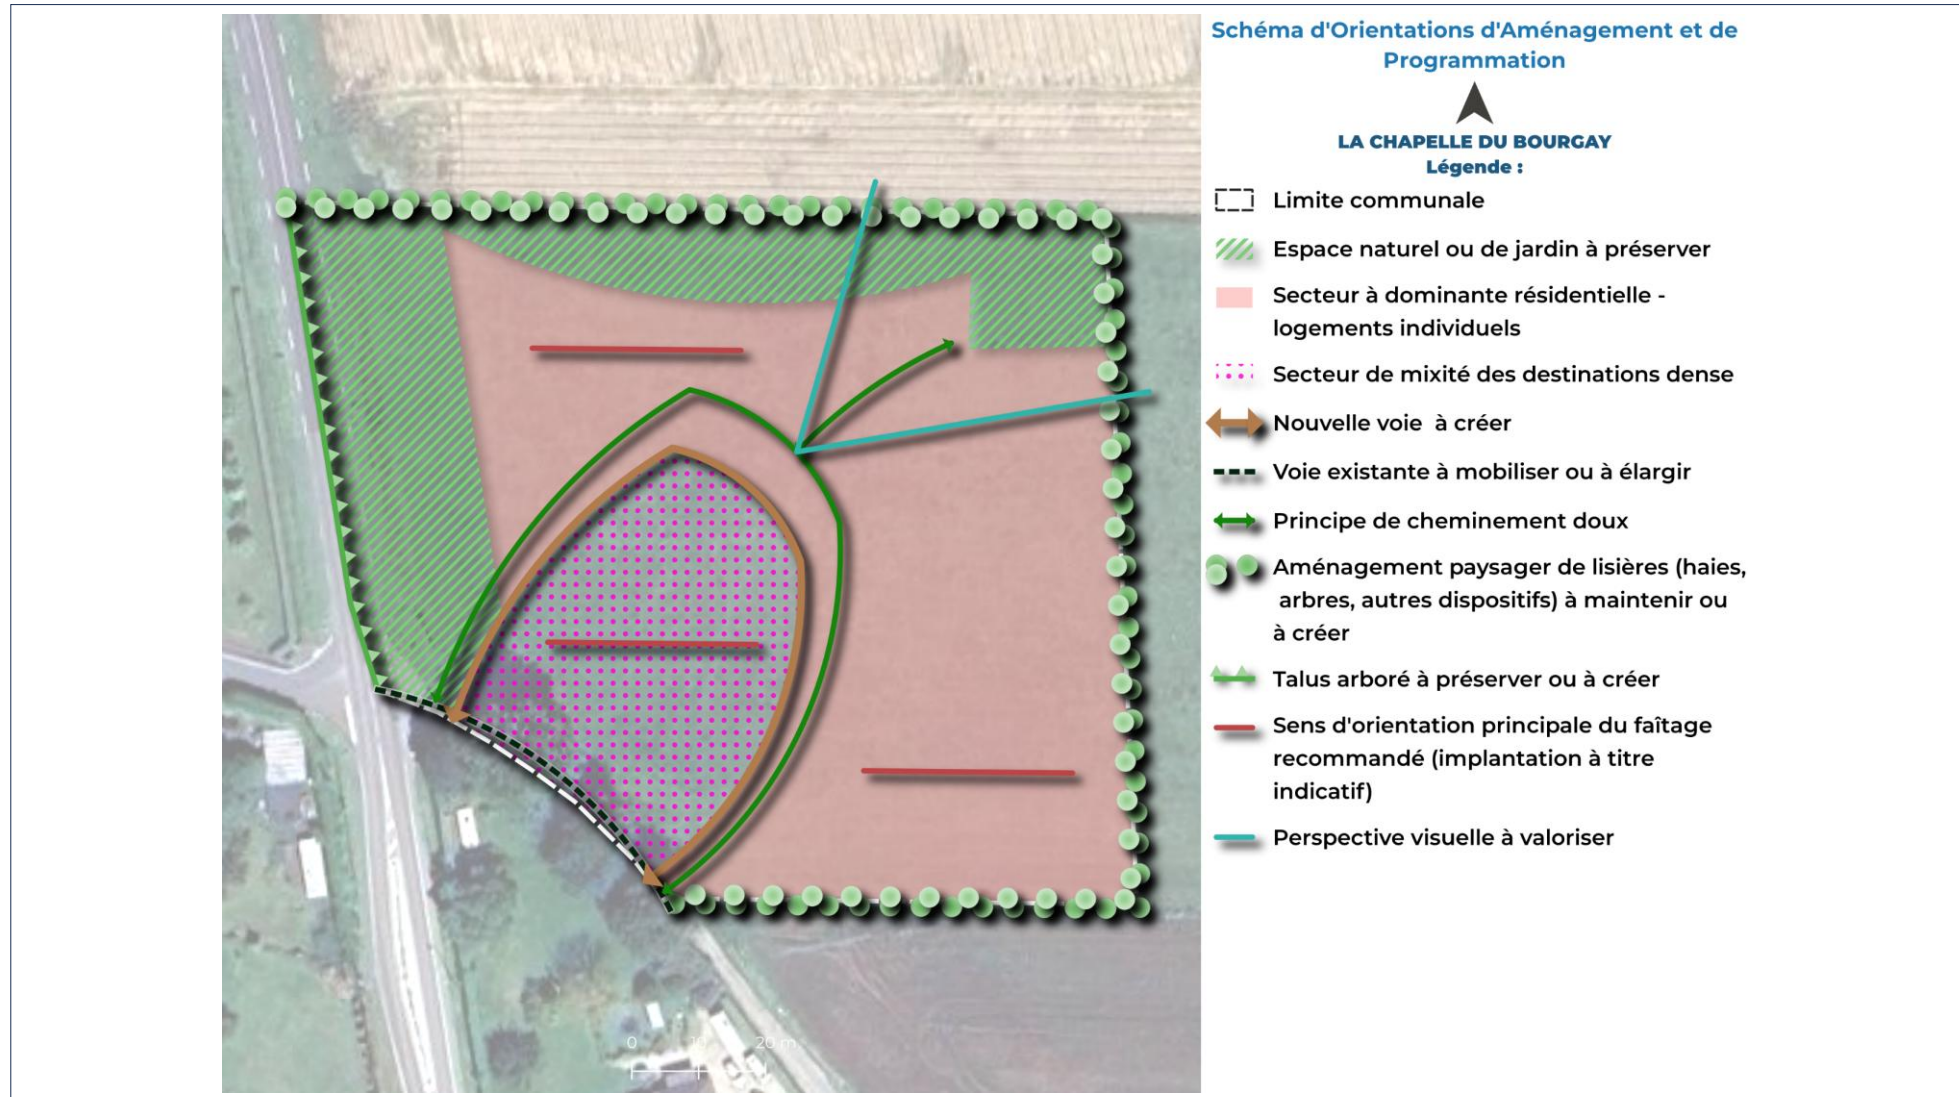 Schéma d'Orientations d'Aménagement et de
Programmation
LA CHAPELLE DU BOURGAY
Légende :
Limite communale
Espace naturel ou de jardin à préserver
Secteur à dominante résidentielle -
logements individuels
Secteur de mixité des destinations dense
Nouvelle voie à créer
Voie existante à mobiliser ou à élargir
Principe de cheminement doux
Aménagement paysager de lisières (haies,
arbres, autres dispositifs) à maintenir ou
à créer
Talus arboré à préserver ou à créer
Sens d'orientation principale du faîtage
recommandé (implantation à titre
indicatif)
Perspective visuelle à valoriser
0 10 20 m